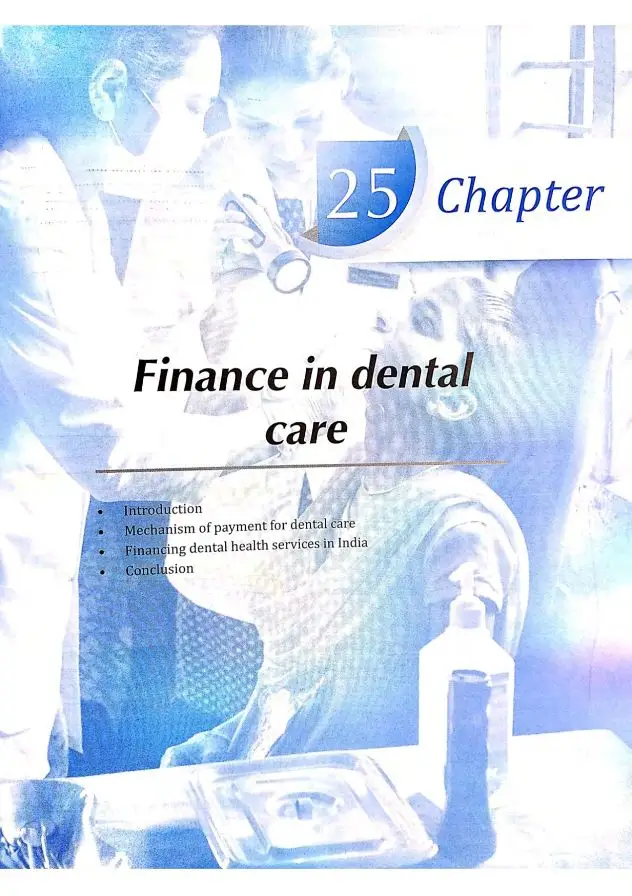 25 Chapter
Finance in dental
care
• Introduction
• Mechanism of payment for dental care
• Financing dental health services in India
• Conclusion